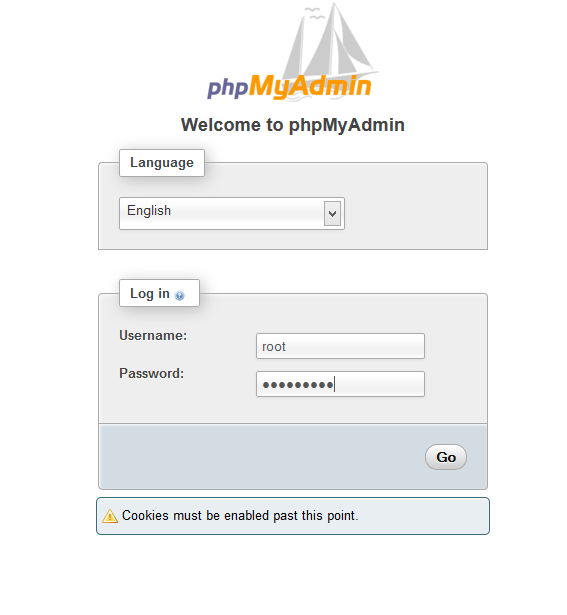 phpMyAdmin
Welcome to phpMyAdmin
Language
English
Log in
Username:
root
Password:
•••••••••
Go
Cookies must be enabled past this point.